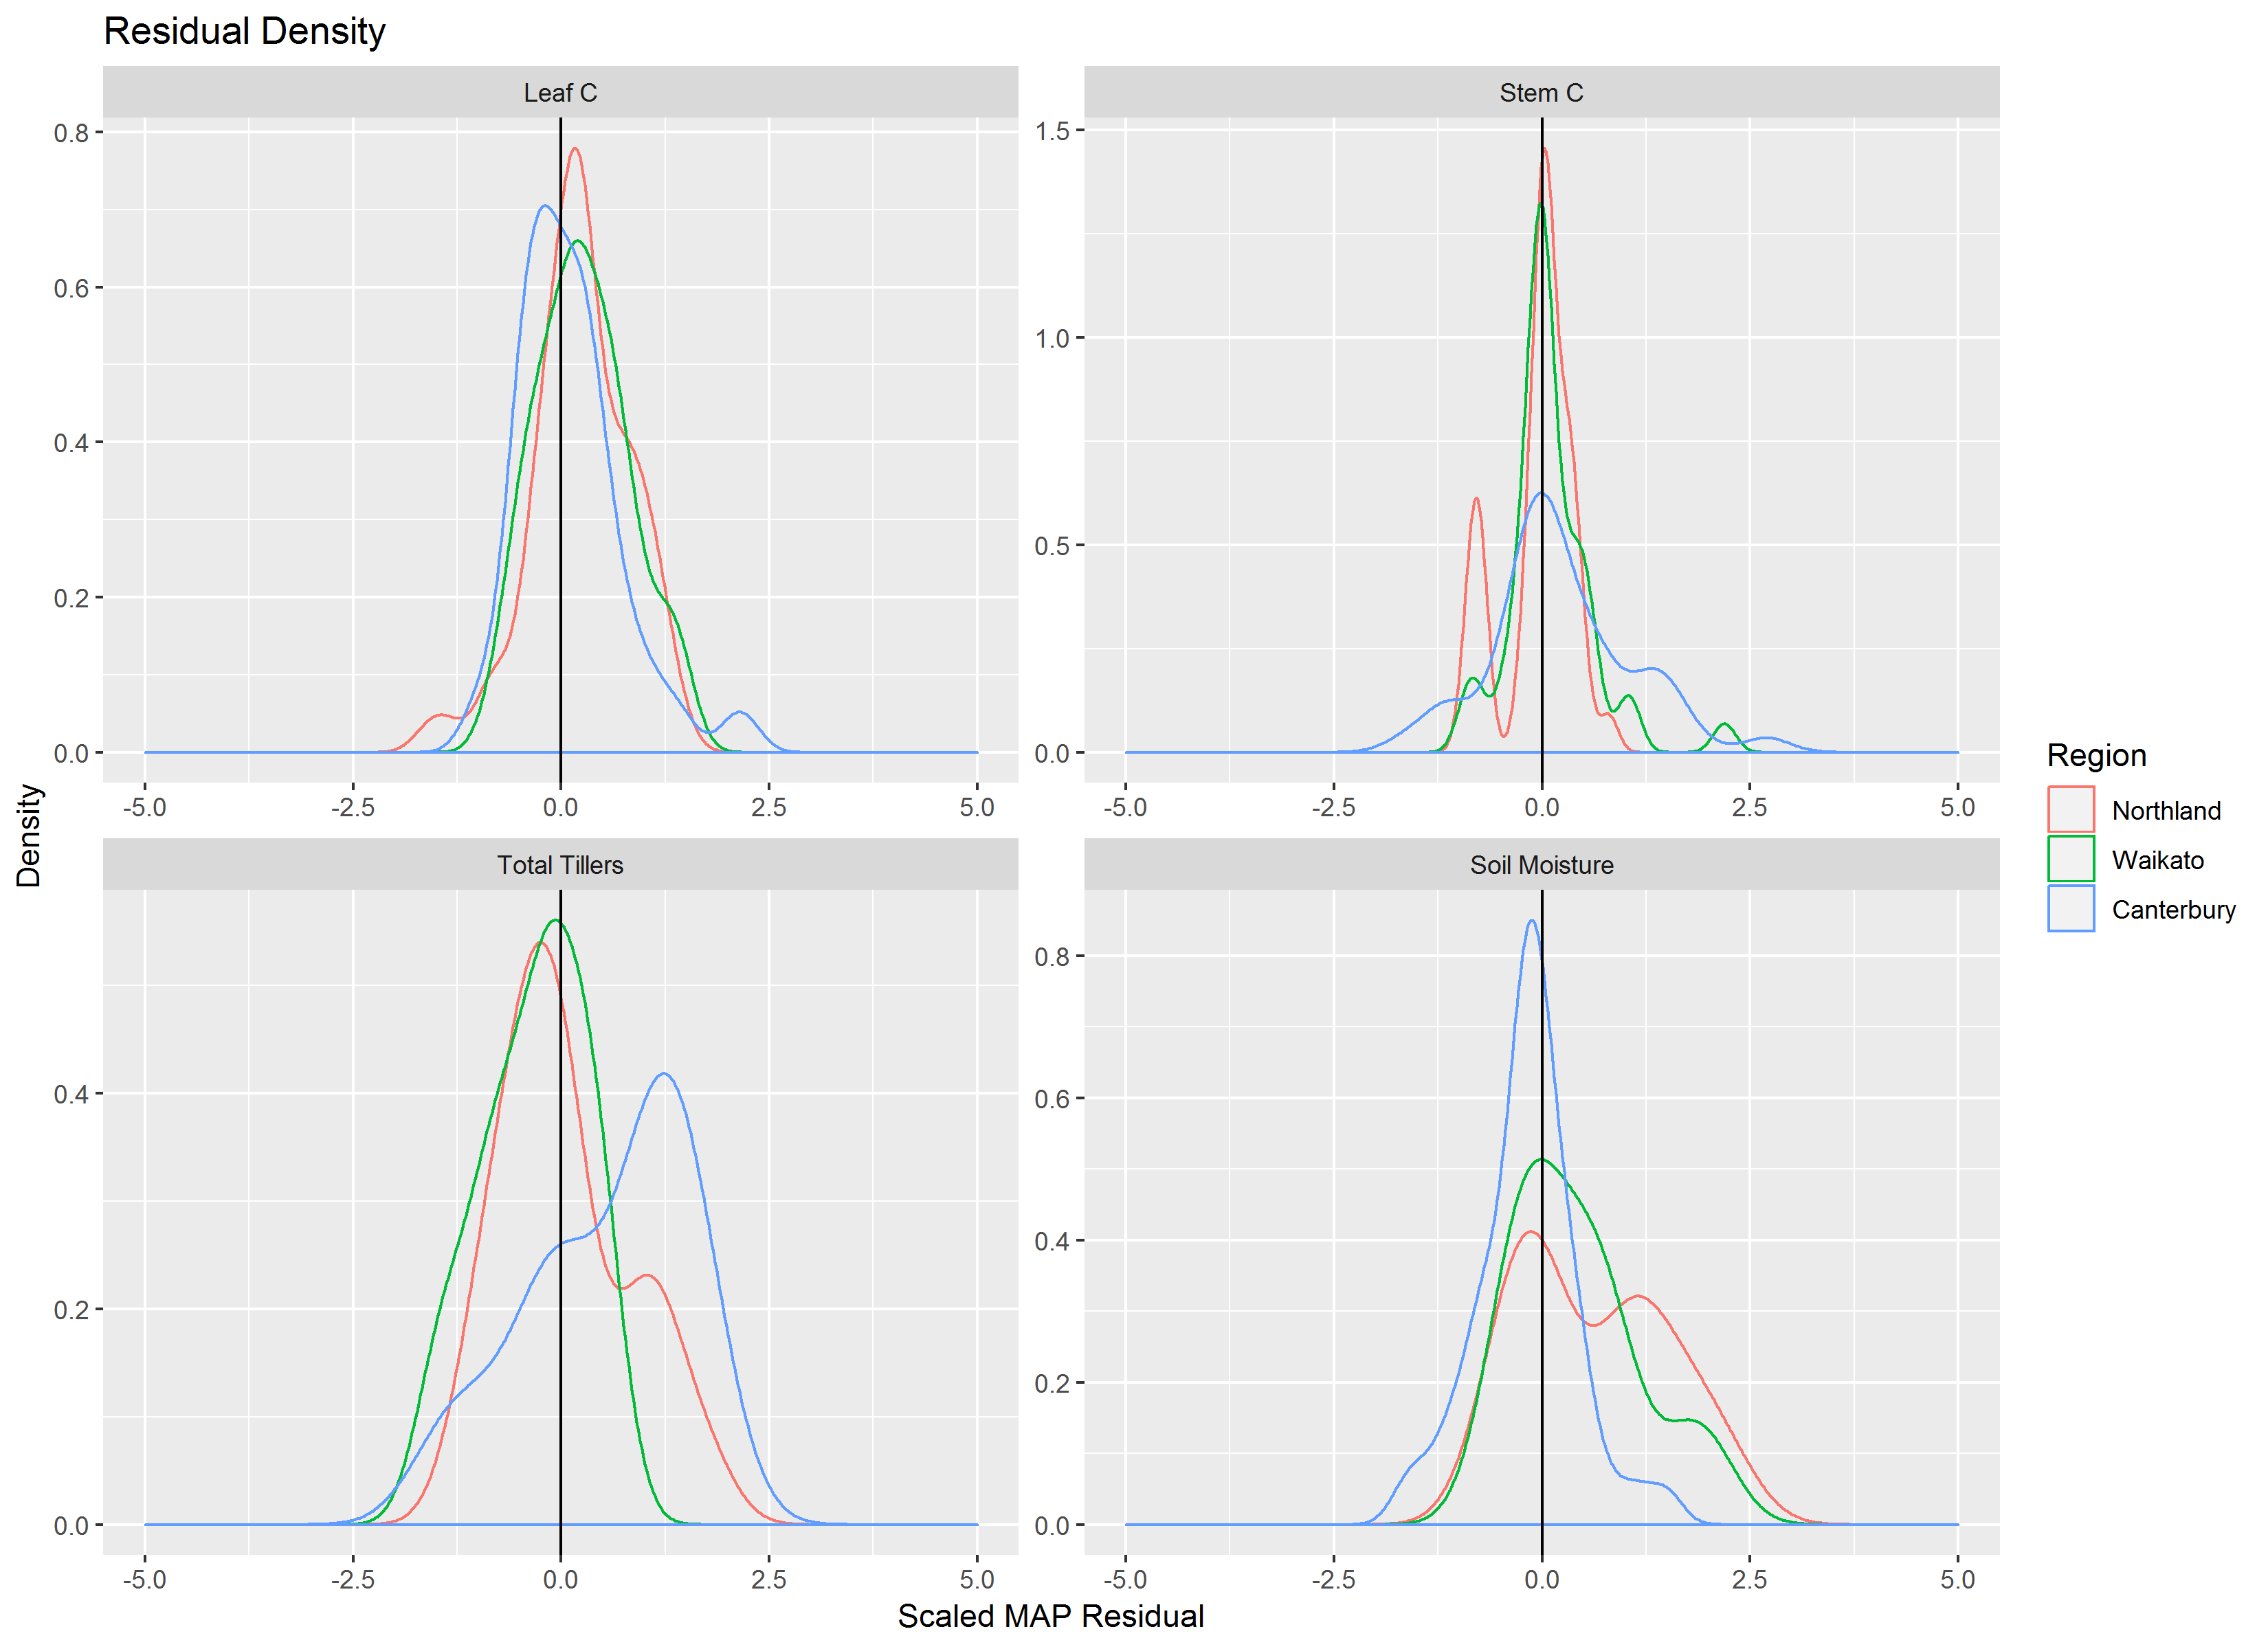 Residual Density
Leaf C
Stem C
0.8
0.6
0.4
0.2
0.0
1.5
1.0
0.5
0.0
-5.0 -2.5 0.0 2.5 5.0
-5.0 -2.5 0.0 2.5 5.0
Density
Total Tillers
Soil Moisture
0.4
0.2
0.0
0.8
0.6
0.4
0.2
0.0
-5.0 -2.5 0.0 2.5 5.0
-5.0 -2.5 0.0 2.5 5.0
Scaled MAP Residual
Region
Northland
Waikato
Canterbury